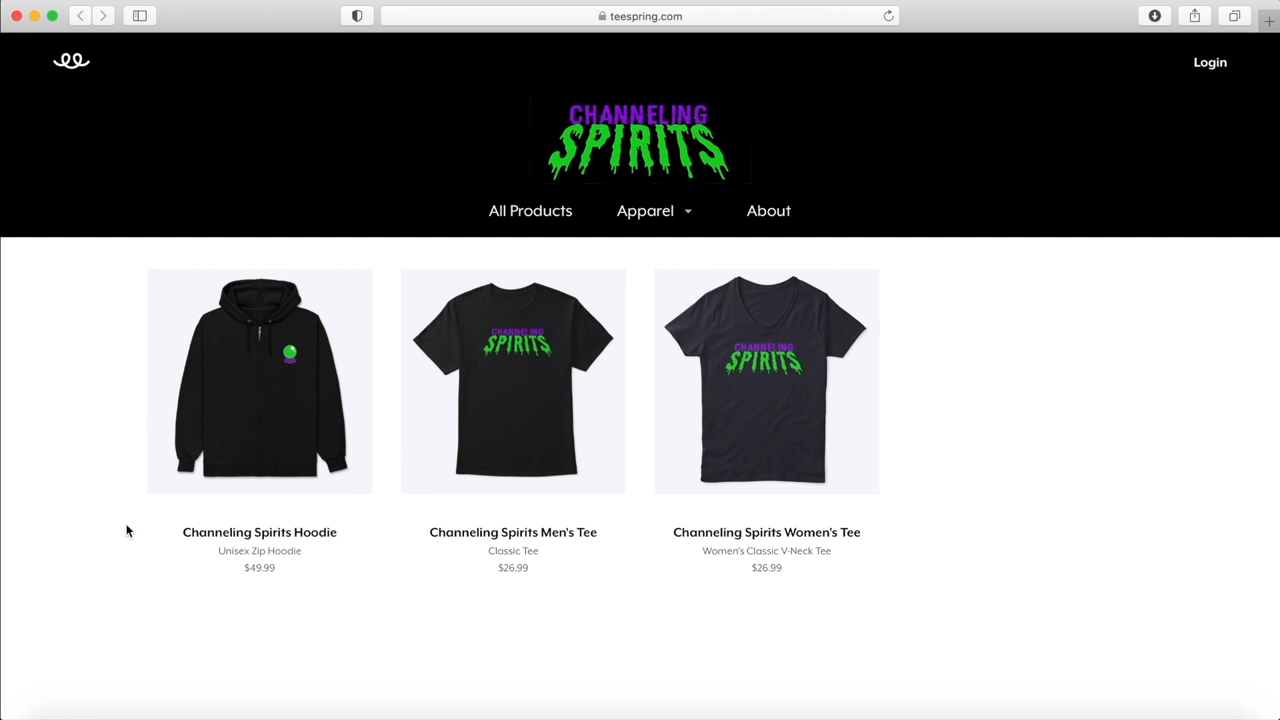 teespring.com
Login
CHANNELING
SPIRITS
All Products
Apparel
About
CHANNELING
SPIRITS
CHANNELING
SPIRITS
Channeling Spirits Hoodie
Unisex Zip Hoodie
$49.99
Channeling Spirits Men's Tee
Classic Tee
$26.99
Channeling Spirits Women's Tee
Women's Classic V-Neck Tee
$26.99